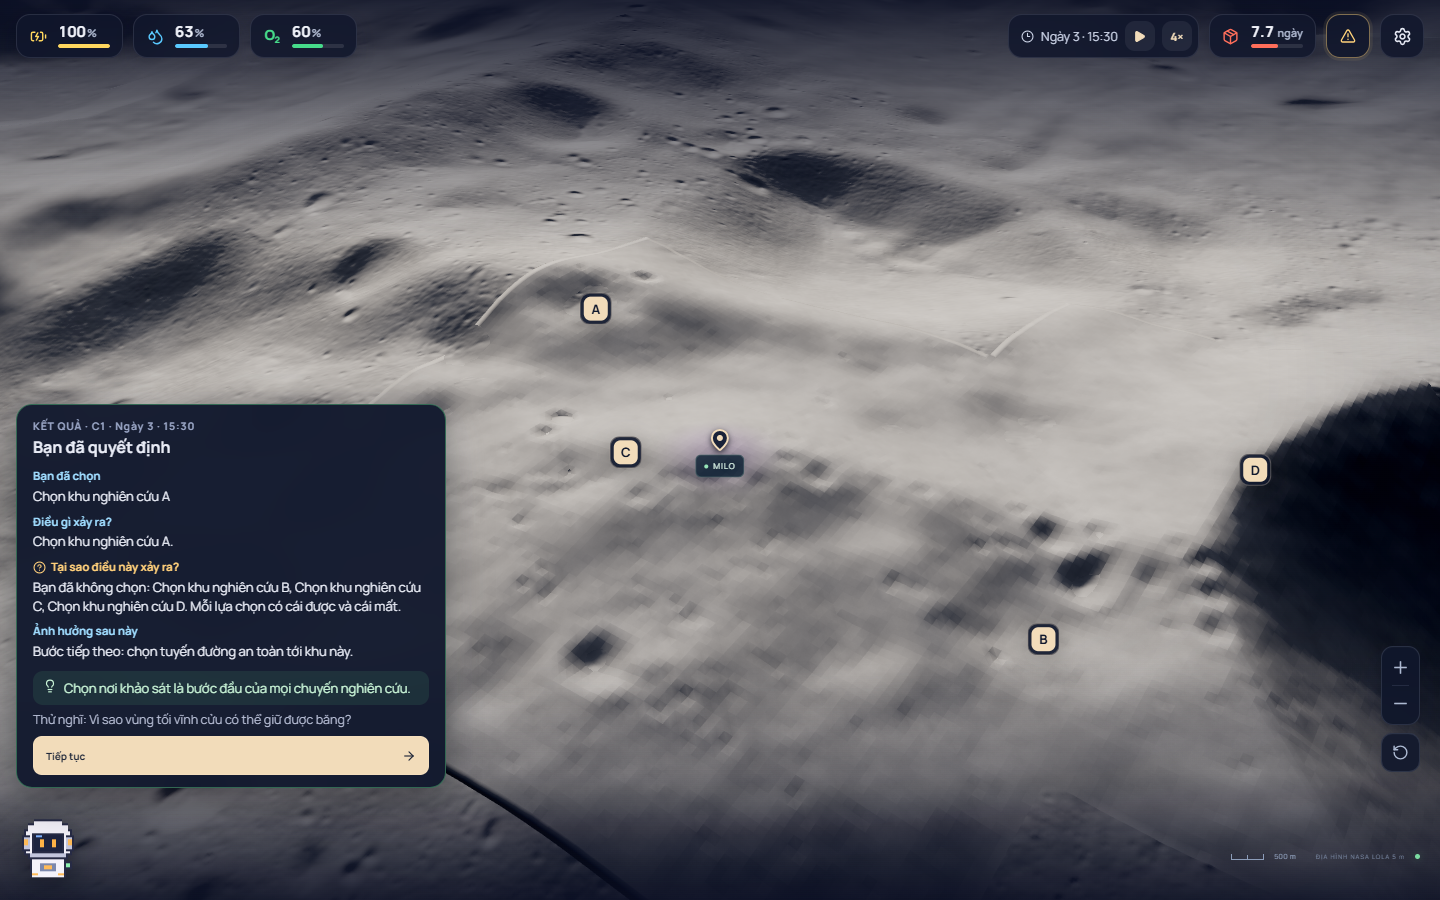 100%
63%
O₂ 60%
Ngày 3 · 15:30
4×
7.7 ngày
A
C
MILO
D
B
KẾT QUẢ · C1 · Ngày 3 · 15:30
Bạn đã quyết định
Bạn đã chọn
Chọn khu nghiên cứu A
Điều gì xảy ra?
Chọn khu nghiên cứu A.
Tại sao điều này xảy ra?
Bạn đã không chọn: Chọn khu nghiên cứu B, Chọn khu nghiên cứu
C, Chọn khu nghiên cứu D. Mỗi lựa chọn có cái được và cái mất.
Ảnh hưởng sau này
Bước tiếp theo: chọn tuyến đường an toàn tới khu này.
Chọn nơi khảo sát là bước đầu của mọi chuyến nghiên cứu.
Thử nghĩ: Vì sao vùng tối vĩnh cửu có thể giữ được băng?
Tiếp tục
500 m
ĐỊA HÌNH NASA LOLA 5 m